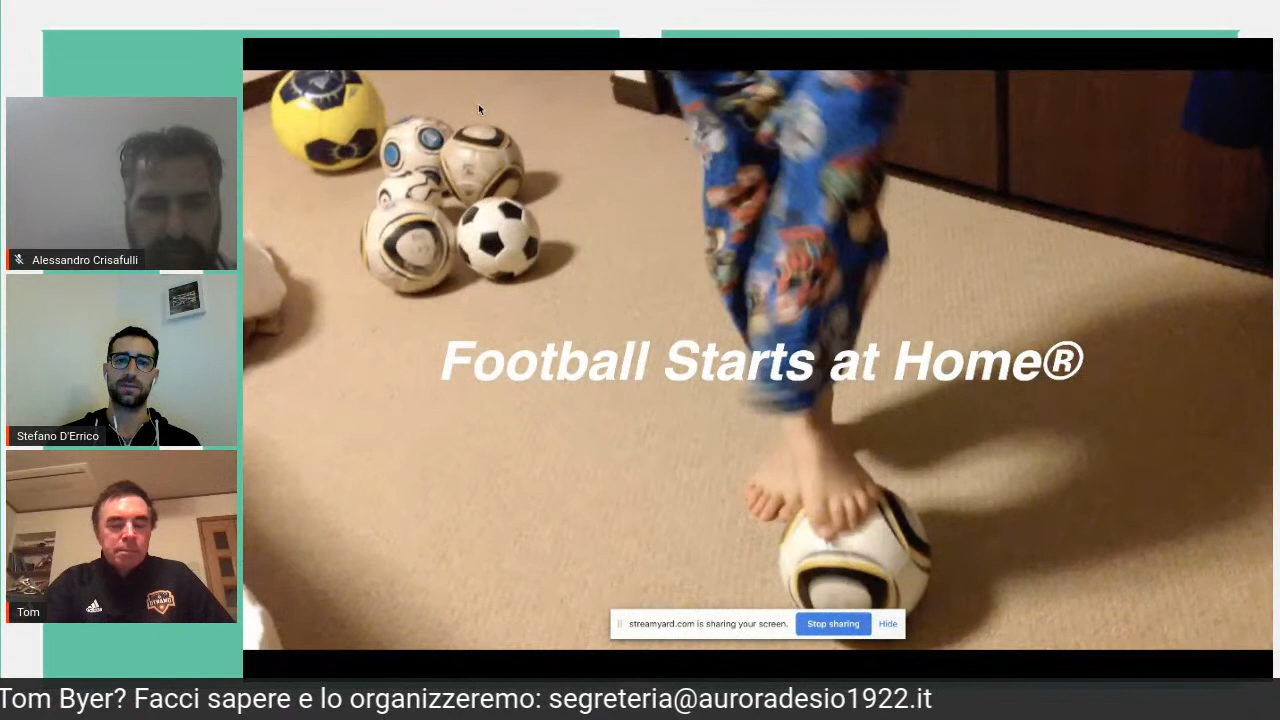 Alessandro Crisafulli
Stefano D'Errico
Tom
DYNAMO
Football Starts at Home®
streamyard.com is sharing your screen. Stop sharing Hide
Tom Byer? Facci sapere e lo organizzeremo: segreteria@auroradesio1922.it